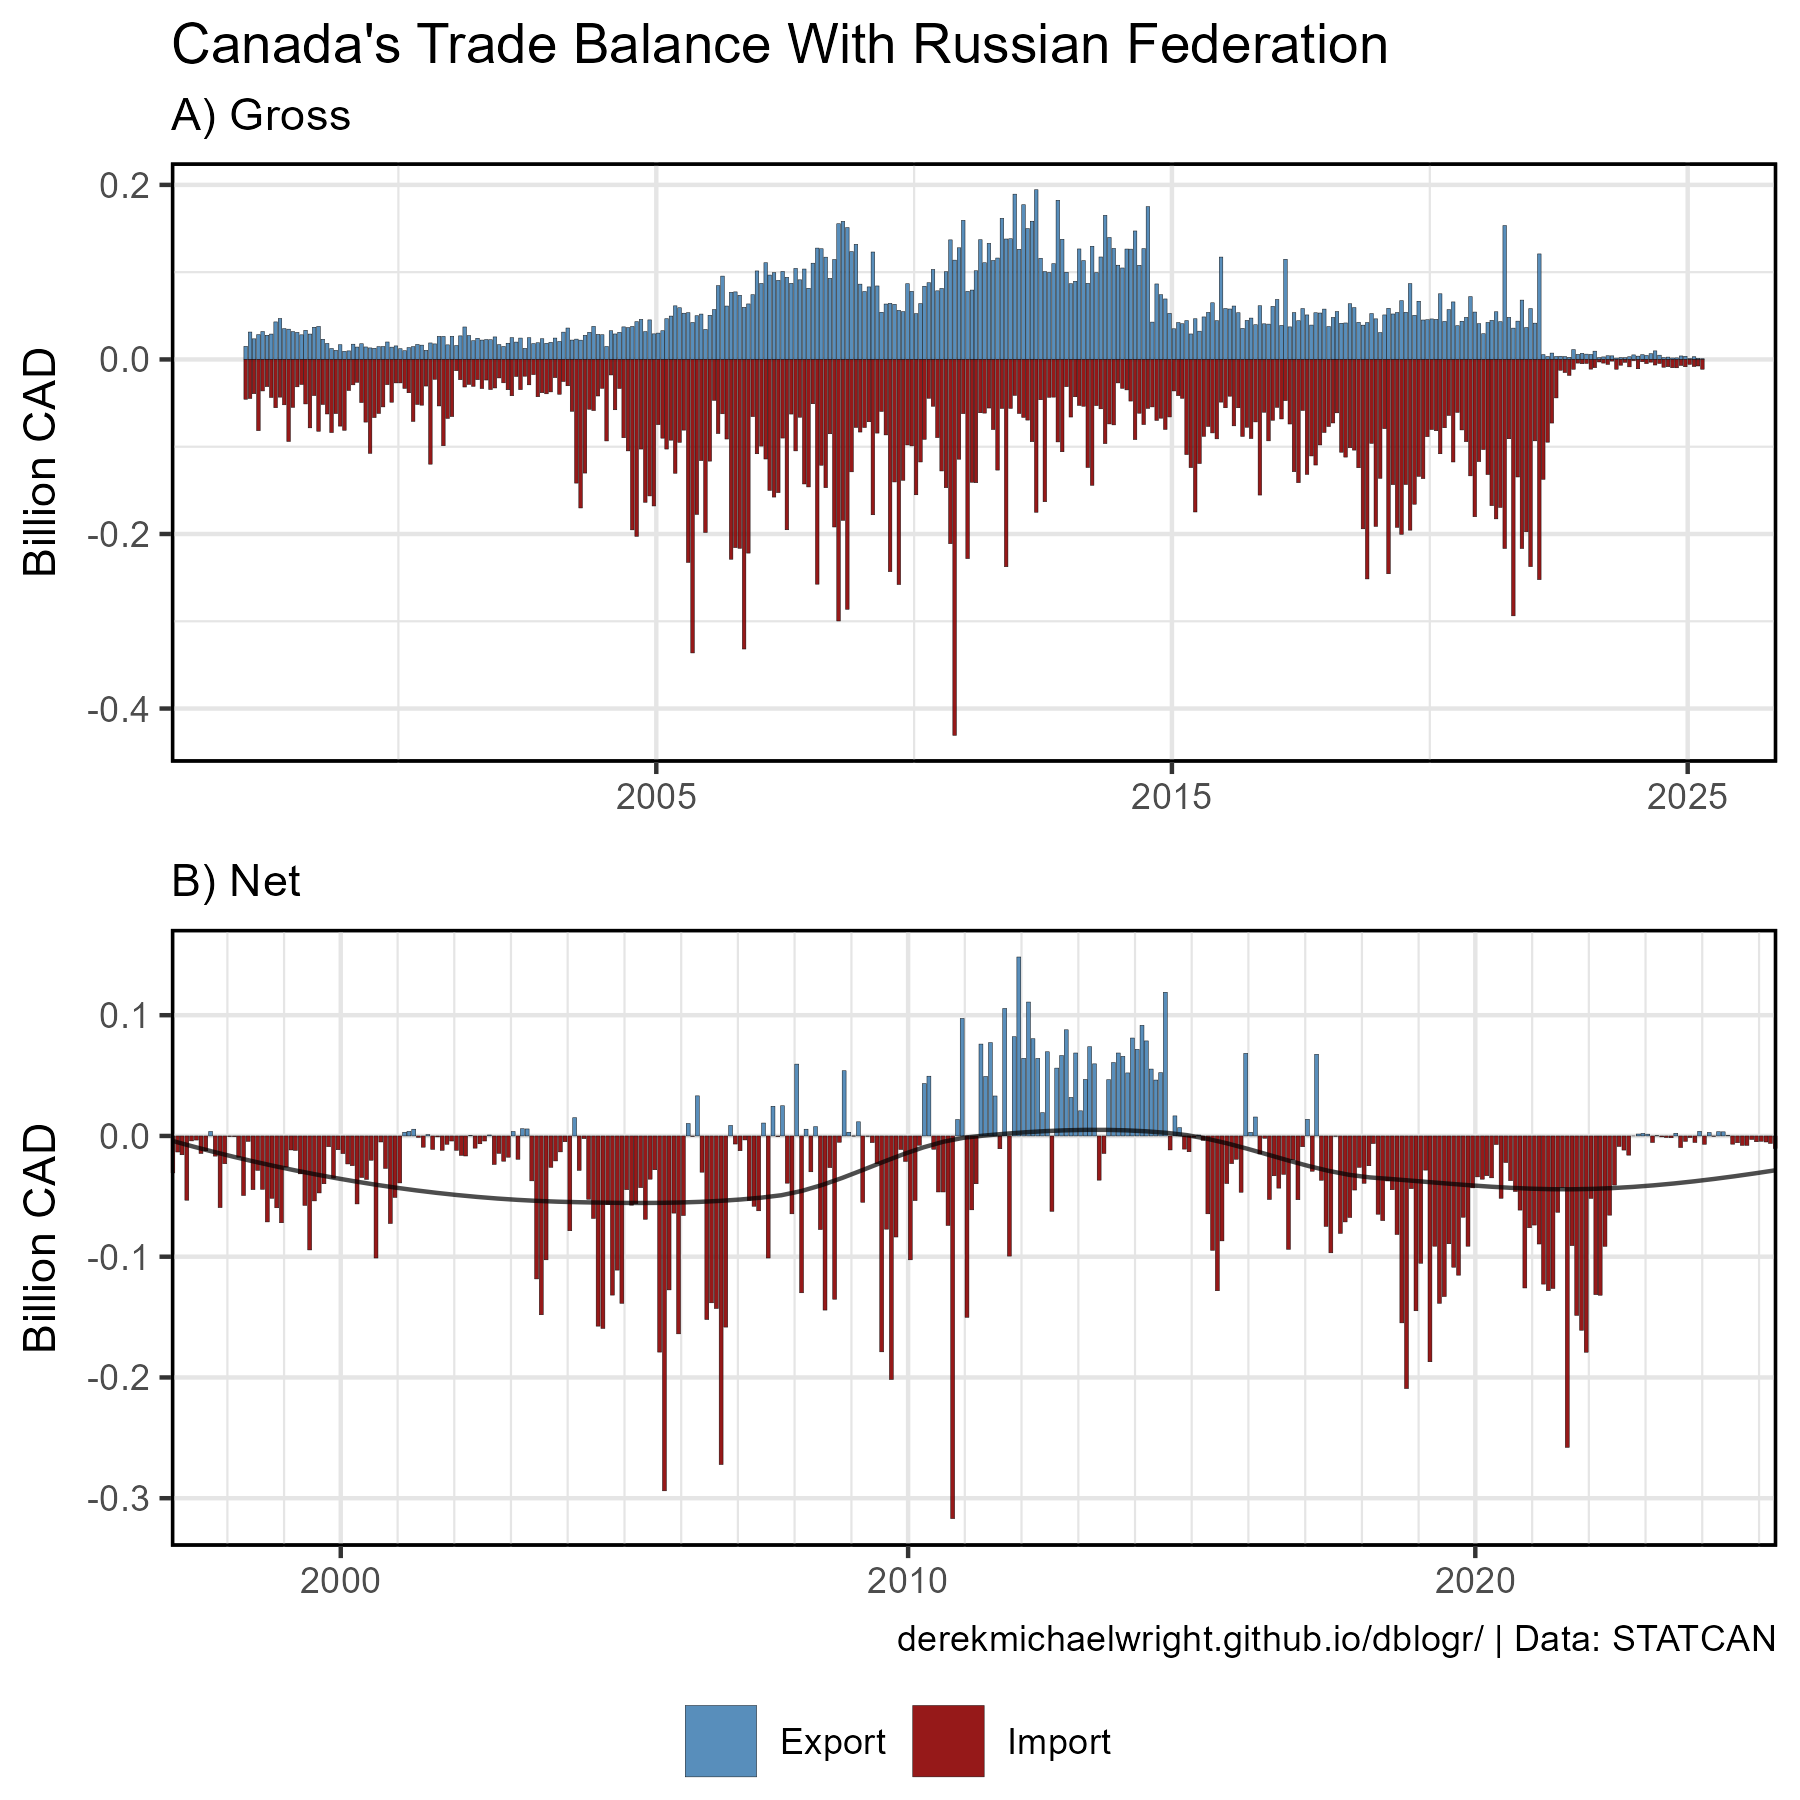 Canada's Trade Balance With Russian Federation
A) Gross
Billion CAD
0.2
0.0
-0.2
-0.4
2005
2015
2025
B) Net
Billion CAD
0.1
0.0
-0.1
-0.2
-0.3
2000
2010
2020
derekmichaelwright.github.io/dblogr/ | Data: STATCAN
Export
Import